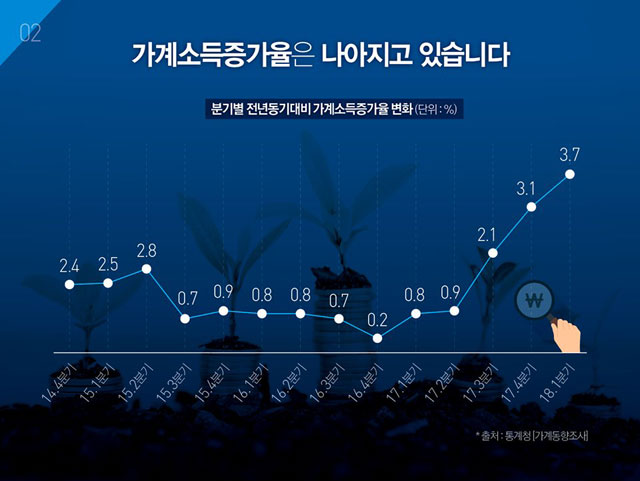 02
가계소득증가율은 나아지고 있습니다
분기별 전년동기대비 가계소득증가율 변화 (단위 : %)
2.4 2.5 2.8 0.7 0.9 0.8 0.8 0.7 0.2 0.8 0.9 2.1 3.1 3.7
₩
14.4분기 15.1분기 15.2분기 15.3분기 15.4분기 16.1분기 16.2분기 16.3분기 16.4분기 17.1분기 17.2분기 17.3분기 17.4분기 18.1분기
* 출처 : 통계청 [가계동향조사]